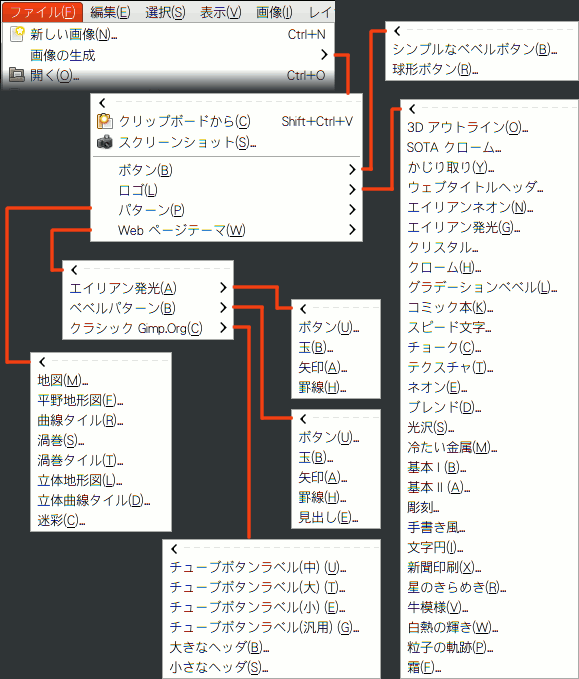 ファイル(F) 編集(E) 選択(S) 表示(V) 画像(I) レイ
新しい画像(N)... Ctrl+N
画像の生成
開く(O)... Ctrl+O
クリップボードから(C) Shift+Ctrl+V
スクリーンショット(S)...
ボタン(B)
ロゴ(L)
パターン(P)
Web ページテーマ(W)
シンプルなベベルボタン(B)...
球形ボタン(R)...
3D アウトライン(O)...
SOTA クローム...
かじり取り(Y)...
ウェブタイトルヘッダ...
エイリアンネオン(N)...
エイリアン発光(G)...
クリスタル...
クローム(H)...
グラデーションベベル(L)...
コミック本(K)...
スピード文字...
チョーク(C)...
テクスチャ(T)...
ネオン(E)...
ブレンド(D)...
光沢(S)...
冷たい金属(M)...
基本 I (B)...
基本 II (A)...
彫刻...
手書き風...
文字円(I)...
新聞印刷(X)...
星のきらめき(R)...
牛模様(V)...
白熱の輝き(W)...
粒子の軌跡(P)...
霜(F)...
エイリアン発光(A)
ベベルパターン(B)
クラシック Gimp.Org(C)
ボタン(U)...
玉(B)...
矢印(A)...
罫線(H)...
ボタン(U)...
玉(B)...
矢印(A)...
罫線(H)...
見出し(E)...
地図(M)...
平野地形図(F)...
曲線タイル(R)...
渦巻(S)...
渦巻タイル(T)...
立体地形図(L)...
立体曲線タイル(D)...
迷彩(C)...
チューブボタンラベル(中) (U)...
チューブボタンラベル(大) (T)...
チューブボタンラベル(小) (E)...
チューブボタンラベル(汎用) (G)...
大きなヘッダ(B)...
小さなヘッダ(S)...